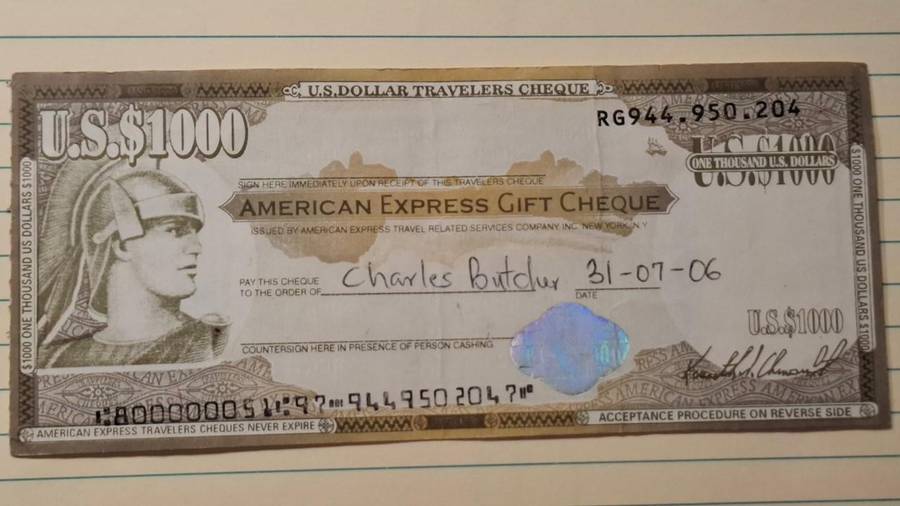 U.S.DOLLAR TRAVELERS CHEQUE
U.S.$1000
RG944.950.204
U.S.$1000
ONE THOUSAND U.S. DOLLARS
SIGN HERE IMMEDIATELY UPON RECEIPT OF THIS TRAVELERS CHEQUE
AMERICAN EXPRESS GIFT CHEQUE
ISSUED BY AMERICAN EXPRESS TRAVEL RELATED SERVICES COMPANY INC. NEW YORK, N.Y
PAY THIS CHEQUE
TO THE ORDER OF Charles Butcher 31-07-06
DATE
U.S.$1000
COUNTERSIGN HERE IN PRESENCE OF PERSON CASHING
$1000 ONE THOUSAND US DOLLARS $1000
$1000 ONE THOUSAND US DOLLARS $1000
⑆800000051⑆97⑈9449502047⑈
AMERICAN EXPRESS TRAVELERS CHEQUES NEVER EXPIRE
ACCEPTANCE PROCEDURE ON REVERSE SIDE